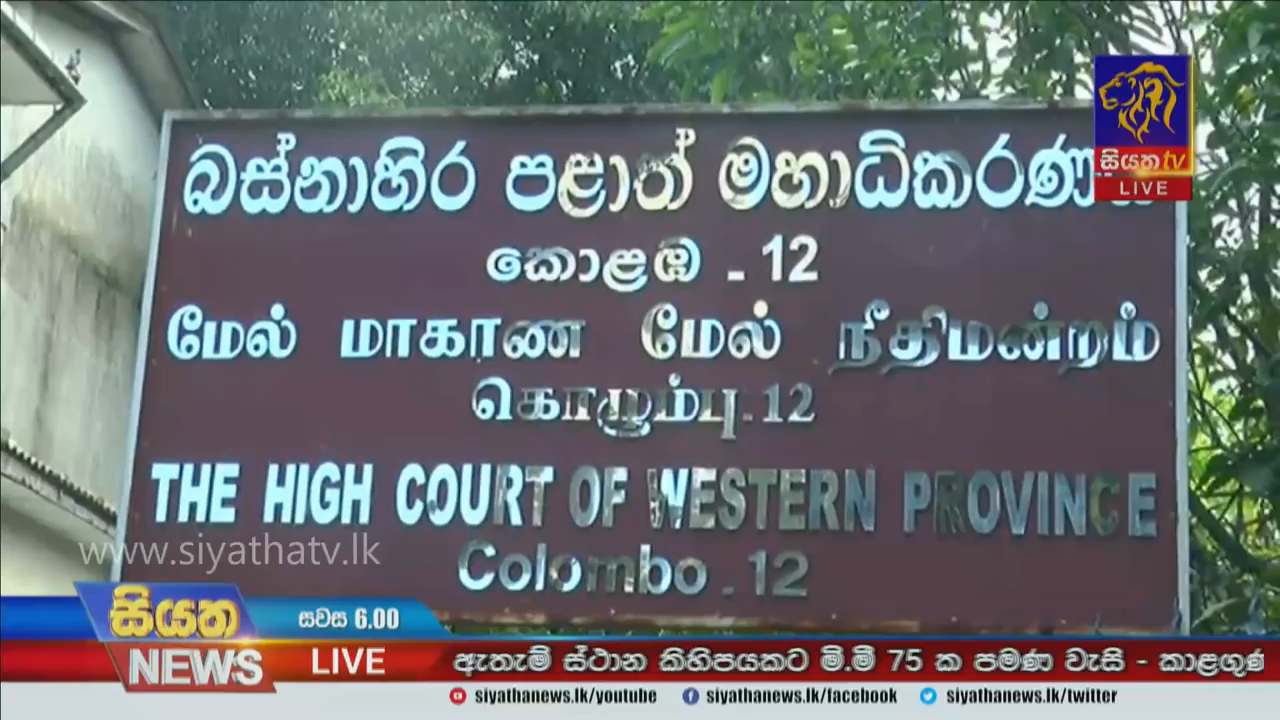 බස්නාහිර පළාත් මහාධිකරණය
කොළඹ - 12
மேல் மாகாண மேல் நீதிமன்றம்
கொழும்பு.12
THE HIGH COURT OF WESTERN PROVINCE
Colombo . 12
සියත tv
LIVE
www.siyathatv.lk
සියත
NEWS
සවස 6.00
LIVE
ඇතැම් ස්ථාන කිහිපයකට මි.මී 75 ක පමණ වැසි -
siyathanews.lk/youtube
siyathanews.lk/facebook
siyathanews.lk/twitter